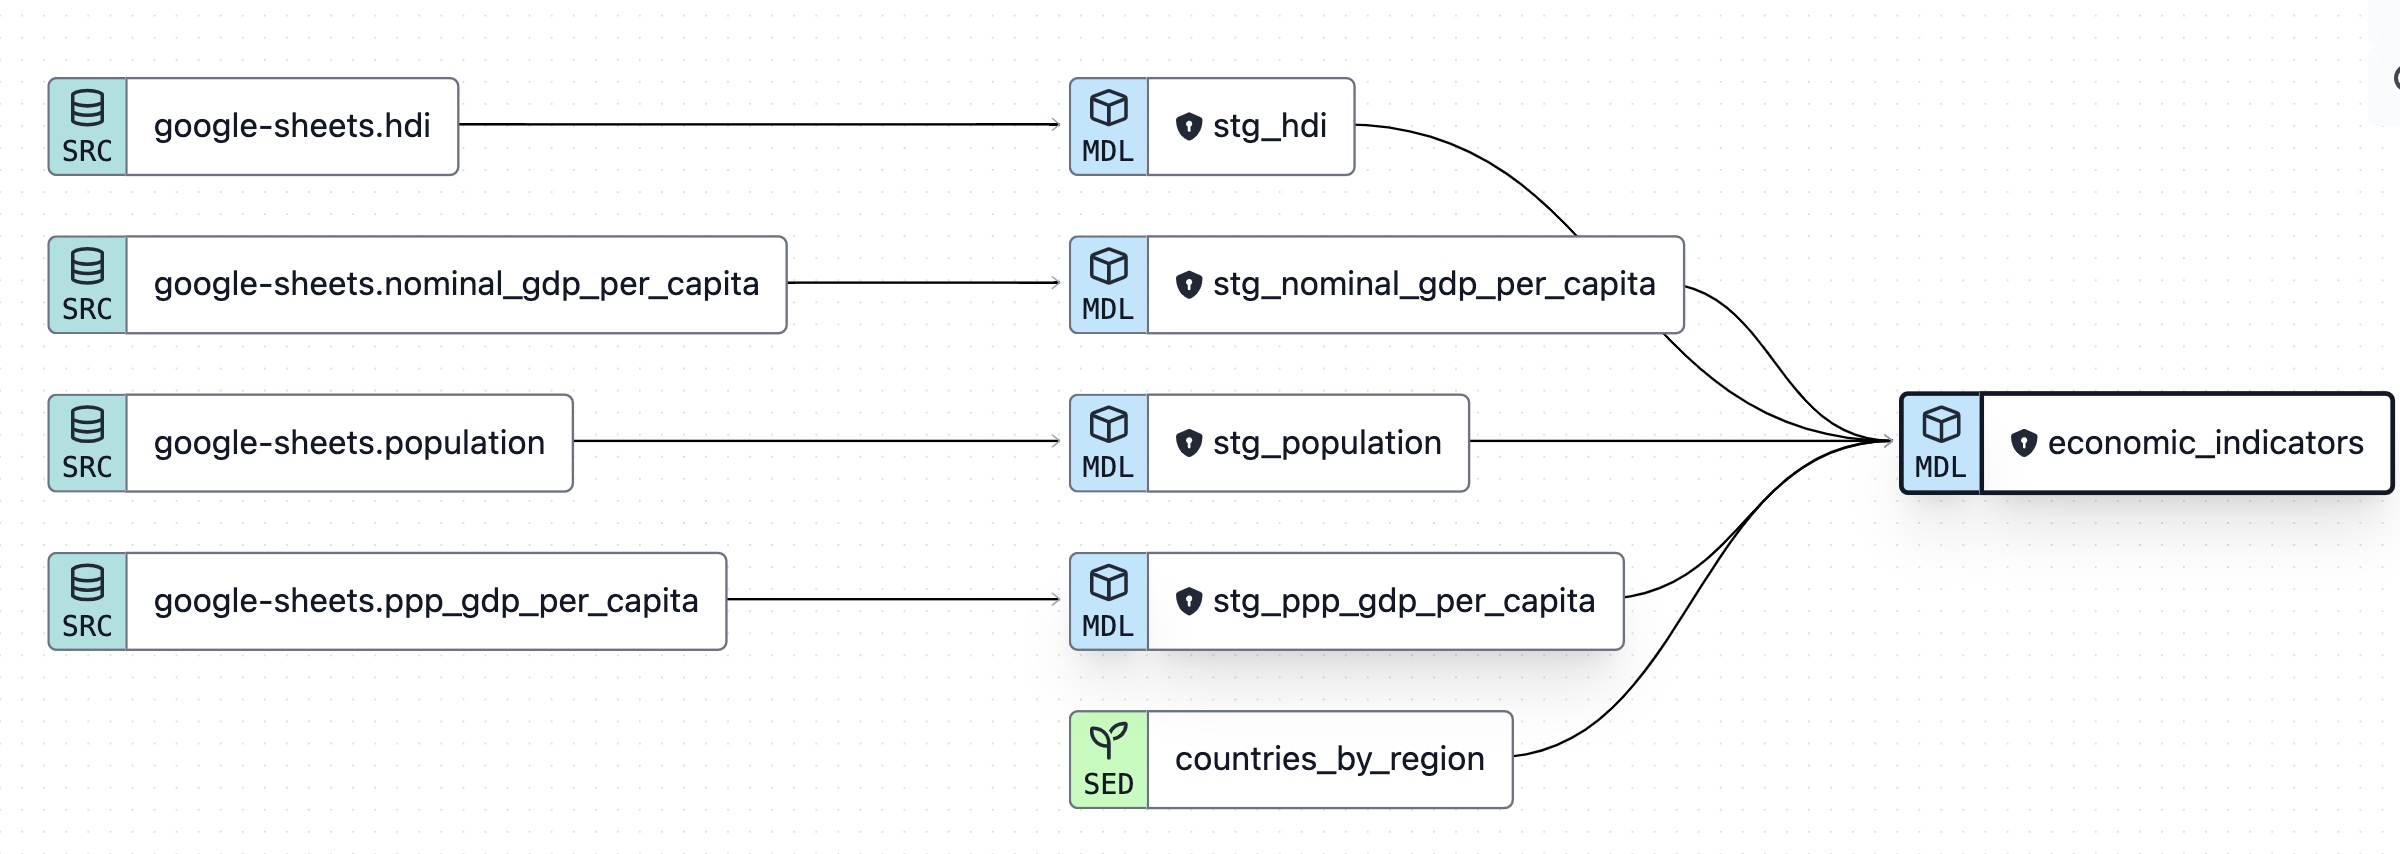 SRC
google-sheets.hdi
MDL
stg_hdi
SRC
google-sheets.nominal_gdp_per_capita
MDL
stg_nominal_gdp_per_capita
SRC
google-sheets.population
MDL
stg_population
MDL
economic_indicators
SRC
google-sheets.ppp_gdp_per_capita
MDL
stg_ppp_gdp_per_capita
SED
countries_by_region